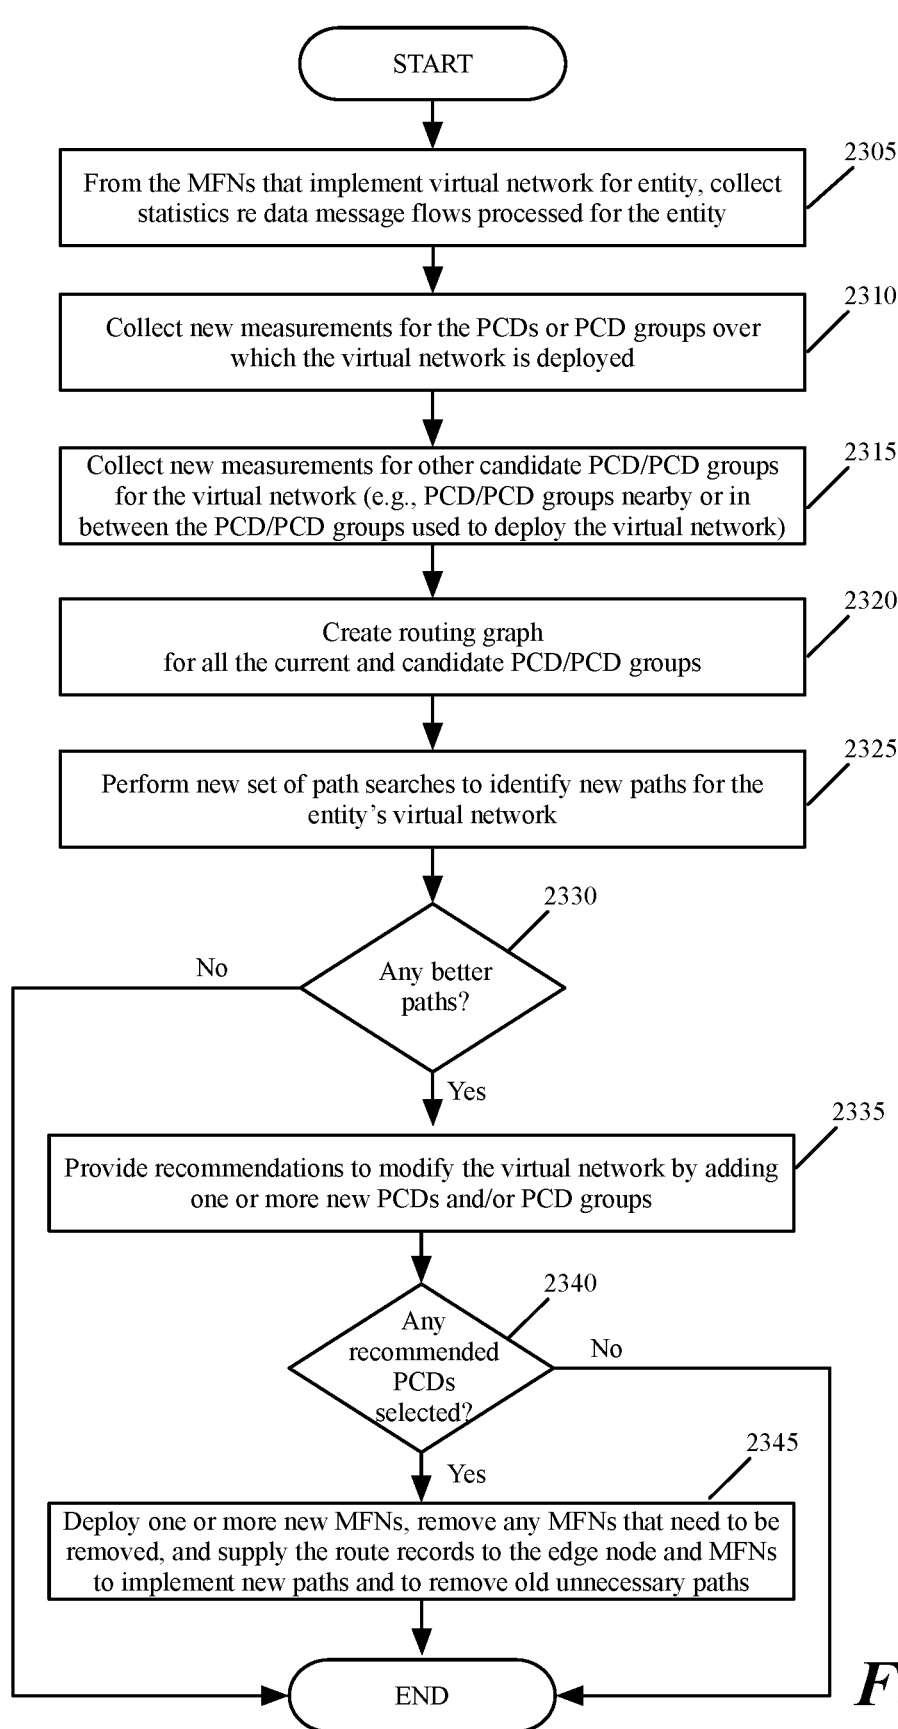 START
2305
From the MFNs that implement virtual network for entity, collect
statistics re data message flows processed for the entity
2310
Collect new measurements for the PCDs or PCD groups over
which the virtual network is deployed
2315
Collect new measurements for other candidate PCD/PCD groups
for the virtual network (e.g., PCD/PCD groups nearby or in
between the PCD/PCD groups used to deploy the virtual network)
2320
Create routing graph
for all the current and candidate PCD/PCD groups
2325
Perform new set of path searches to identify new paths for the
entity’s virtual network
2330
No
Any better
paths?
Yes
2335
Provide recommendations to modify the virtual network by adding
one or more new PCDs and/or PCD groups
2340
Any
recommended
PCDs
selected?
No
Yes
2345
Deploy one or more new MFNs, remove any MFNs that need to be
removed, and supply the route records to the edge node and MFNs
to implement new paths and to remove old unnecessary paths
END
F